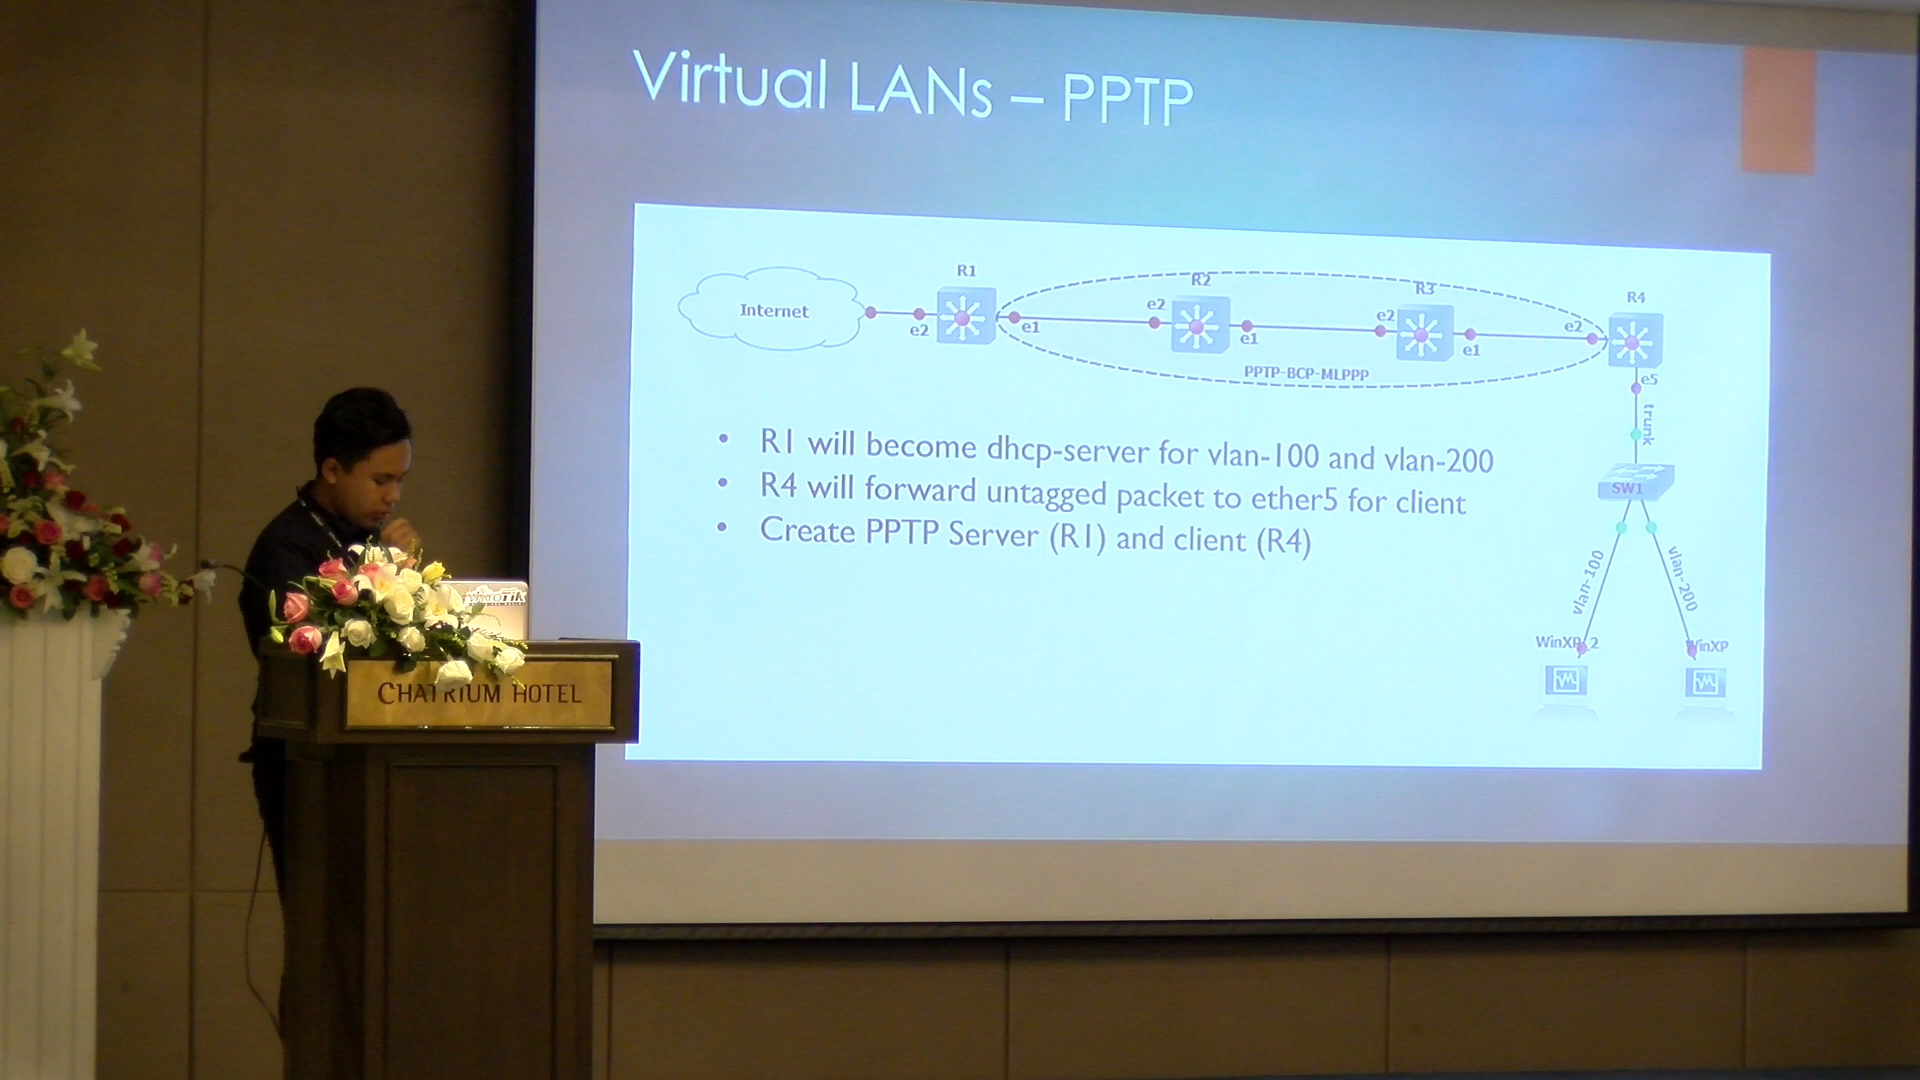 Virtual LANs – PPTP
R1
R2
R3
R4
Internet
e2
e1
e2
e1
e2
e1
e2
e5
PPTP-BCP-MLPPP
trunk
• R1 will become dhcp-server for vlan-100 and vlan-200
• R4 will forward untagged packet to ether5 for client
• Create PPTP Server (R1) and client (R4)
SW1
vlan-100
vlan-200
WinXP 2
WinXP
CHATRIUM HOTEL